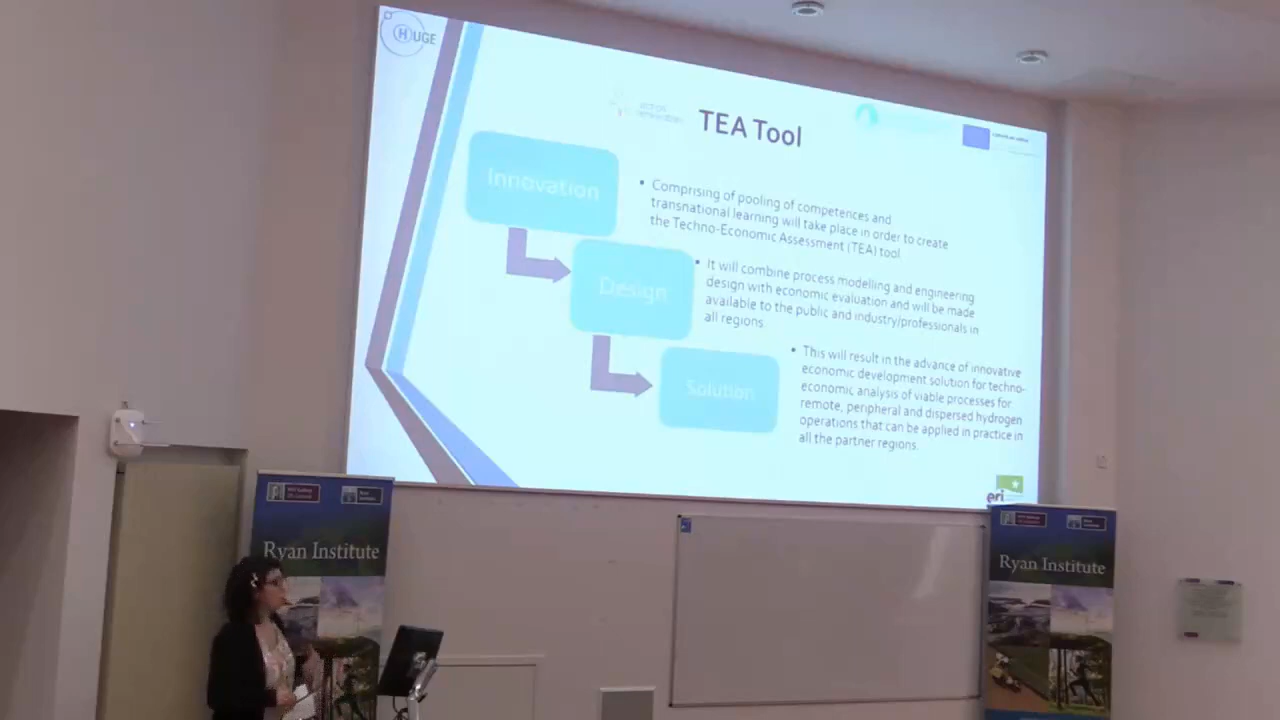 HUGE
TEA Tool
Innovation
• Comprising of pooling of competences and
transnational learning will take place in order to create
the Techno-Economic Assessment (TEA) tool
Design
• It will combine process modelling and engineering
design with economic evaluation and will be made
available to the public and industry/professionals in
all regions.
Solution
• This will result in the advance of innovative
economic development solution for techno-
economic analysis of viable processes for
remote, peripheral and dispersed hydrogen
operations that can be applied in practice in
all the partner regions.
eri
Ryan Institute
Ryan Institute